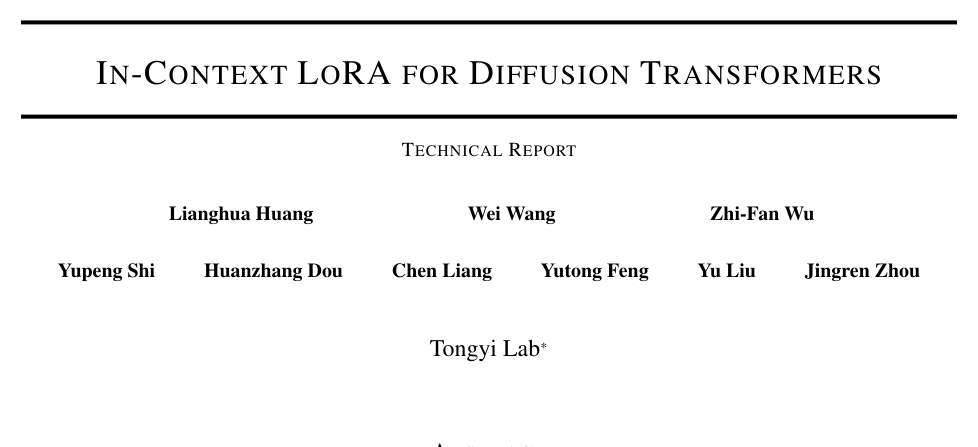 IN-CONTEXT LORA FOR DIFFUSION TRANSFORMERS
TECHNICAL REPORT
Lianghua Huang Wei Wang Zhi-Fan Wu
Yupeng Shi Huanzhang Dou Chen Liang Yutong Feng Yu Liu Jingren Zhou
Tongyi Lab*